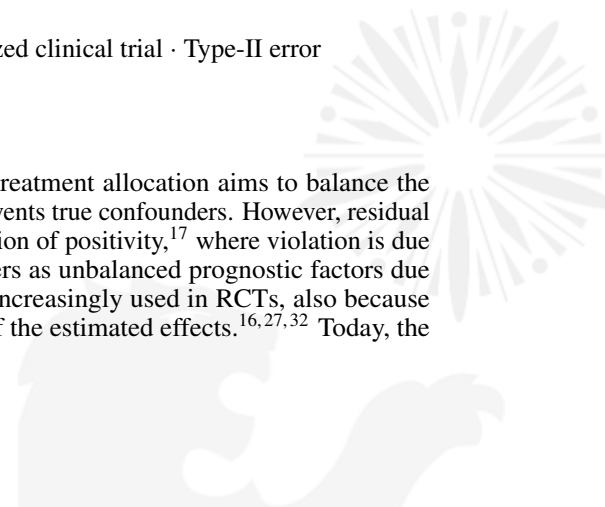 zed clinical trial · Type-II error
reatment allocation aims to balance the
vents true confounders. However, residual
ion of positivity,17 where violation is due
ers as unbalanced prognostic factors due
increasingly used in RCTs, also because
f the estimated effects.16,27,32 Today, the